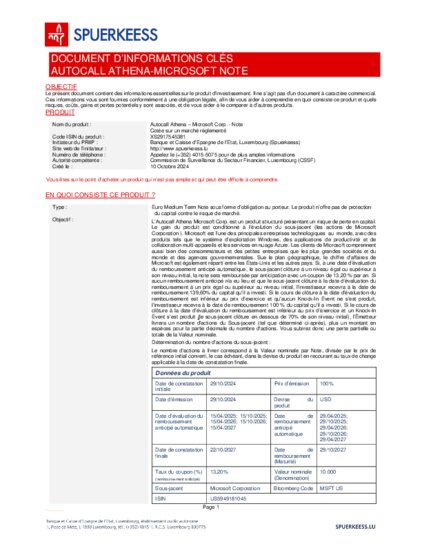 SPUERKEESS
DOCUMENT D'INFORMATIONS CLÉS
AUTOCALL ATHENA-MICROSOFT NOTE
OBJECTIF
Le présent document contient des informations essentielles sur le produit d'investissement. Il ne s'agit pas d'un document à caractère commercial.
Ces informations vous sont fournies conformément à une obligation légale, afin de vous aider à comprendre en quoi consiste ce produit et quels
risques, coûts, gains et pertes potentiels y sont associés, et de vous aider à le comparer à d'autres produits.
PRODUIT
Nom du produit : Autocall Athena – Microsoft Corp. - Note
Cotée sur un marché réglementé
Code ISIN du produit : XS2917545381
Initiateur du PRIIP : Banque et Caisse d'Epargne de l'Etat, Luxembourg (Spuerkeess)
Site web de l'initiateur : http://www.spuerkeess.lu
Numéro de téléphone : Appelez le (+352) 4015-5075 pour de plus amples informations
Autorité compétente : Commission de Surveillance du Secteur Financier, Luxembourg (CSSF)
Créé le : 10 Octobre 2024
Vous êtes sur le point d'acheter un produit qui n'est pas simple et qui peut être difficile à comprendre.
EN QUOI CONSISTE CE PRODUIT ?
Type : Euro Medium Term Note sous forme d'obligation au porteur. Le produit n'offre pas de protection
du capital contre le risque de marché.
Objectif : L'Autocall Athena Microsoft Corp. est un produit structuré présentant un risque de perte en capital.
Le gain du produit est conditionné à l'évolution du sous-jacent (les actions de Microsoft
Corporation). Microsoft est l'une des principales entreprises technologiques au monde, avec des
produits tels que le système d'exploitation Windows, des applications de productivité et de
collaboration multi-appareils et les services en nuage Azure. Les clients de Microsoft comprennent
aussi bien des consommateurs et des petites entreprises que les plus grandes sociétés du
monde et des agences gouvernementales. Sur le plan géographique, le chiffre d'affaires de
Microsoft est également réparti entre les Etats-Unis et les autres pays. Si, à une date d'évaluation
du remboursement anticipé automatique, le sous-jacent clôture à un niveau égal ou supérieur à
son niveau initial, la note sera remboursée par anticipation avec un coupon de 13,20 % par an. Si
aucun remboursement anticipé n'a eu lieu et que le sous-jacent clôture à la date d'évaluation du
remboursement à un prix égal ou supérieur au niveau initial, l'investisseur recevra à la date de
remboursement 139,60% du capital qu'il a investi. Si le cours de clôture à la date d'évaluation du
remboursement est inférieur au prix d'exercice et qu'aucun Knock-In Event ne s'est produit,
l'investisseur recevra à la date de remboursement, 100 % du capital qu'il a investi. Si le cours de
clôture à la date d'évaluation du remboursement est inférieur au prix d'exercice et un Knock-In
Event s'est produit (le sous-jacent clôture en dessous de 70% de son niveau initial), l'Émetteur
livrera un nombre d'actions du Sous-jacent (tel que déterminé ci-après), plus un montant en
espèces pour la partie décimale du nombre d'actions. Vous subirez donc une perte partielle ou
totale de la Valeur nominale.
Détermination du nombre d'actions du sous-jacent :
Le nombre d'actions à livrer correspond à la Valeur nominale par Note, divisée par le prix de
référence initial converti, le cas échéant, dans la devise du produit en recourant au taux de change
applicable à la date de constatation finale.
Données du produit
Date de constatation initiale 29/10/2024 Prix d'émission 100%
Date d'émission 29/10/2024 Devise du produit USD
Date d'évaluation du remboursement anticipé automatique 15/04/2025; 15/10/2025; 15/04/2026; 15/10/2026; 15/04/2027 Date de remboursement anticipé automatique 29/04/2025; 29/10/2025; 29/04/2026; 29/10/2026; 29/04/2027
Date de constatation finale 22/10/2027 Date de remboursement (Maturité) 29/10/2027
Taux du coupon (%) 13,20% Valeur nominale (Denomination) 10.000
Sous-jacent Microsoft Corporation Bloomberg Code MSFT US
ISIN US5949181045
Page 1
Banque et Caisse d'Epargne de l'Etat, Luxembourg, établissement public autonome
SPUERKEESS.LU